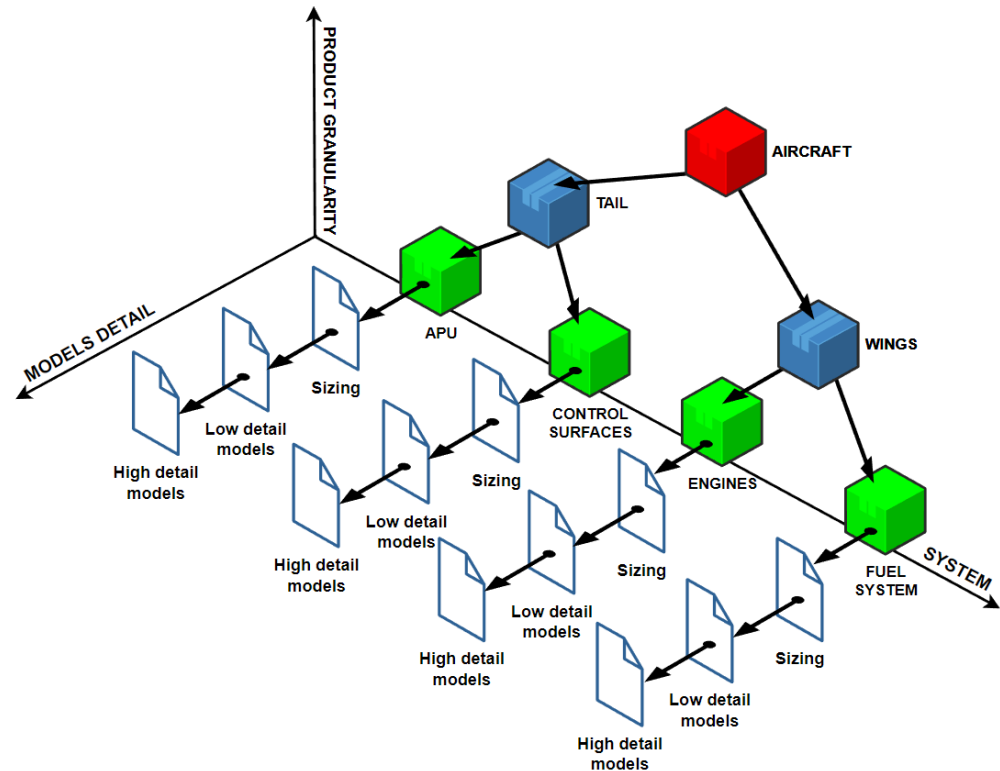 PRODUCT GRANULARITY
AIRCRAFT
TAIL
MODELS DETAIL
APU
WINGS
Sizing
CONTROL
SURFACES
Low detail
models
High detail
models
Sizing
ENGINES
Low detail
models
High detail
models
SYSTEM
FUEL
SYSTEM
Sizing
Low detail
models
High detail
models
Sizing
Low detail
models
High detail
models